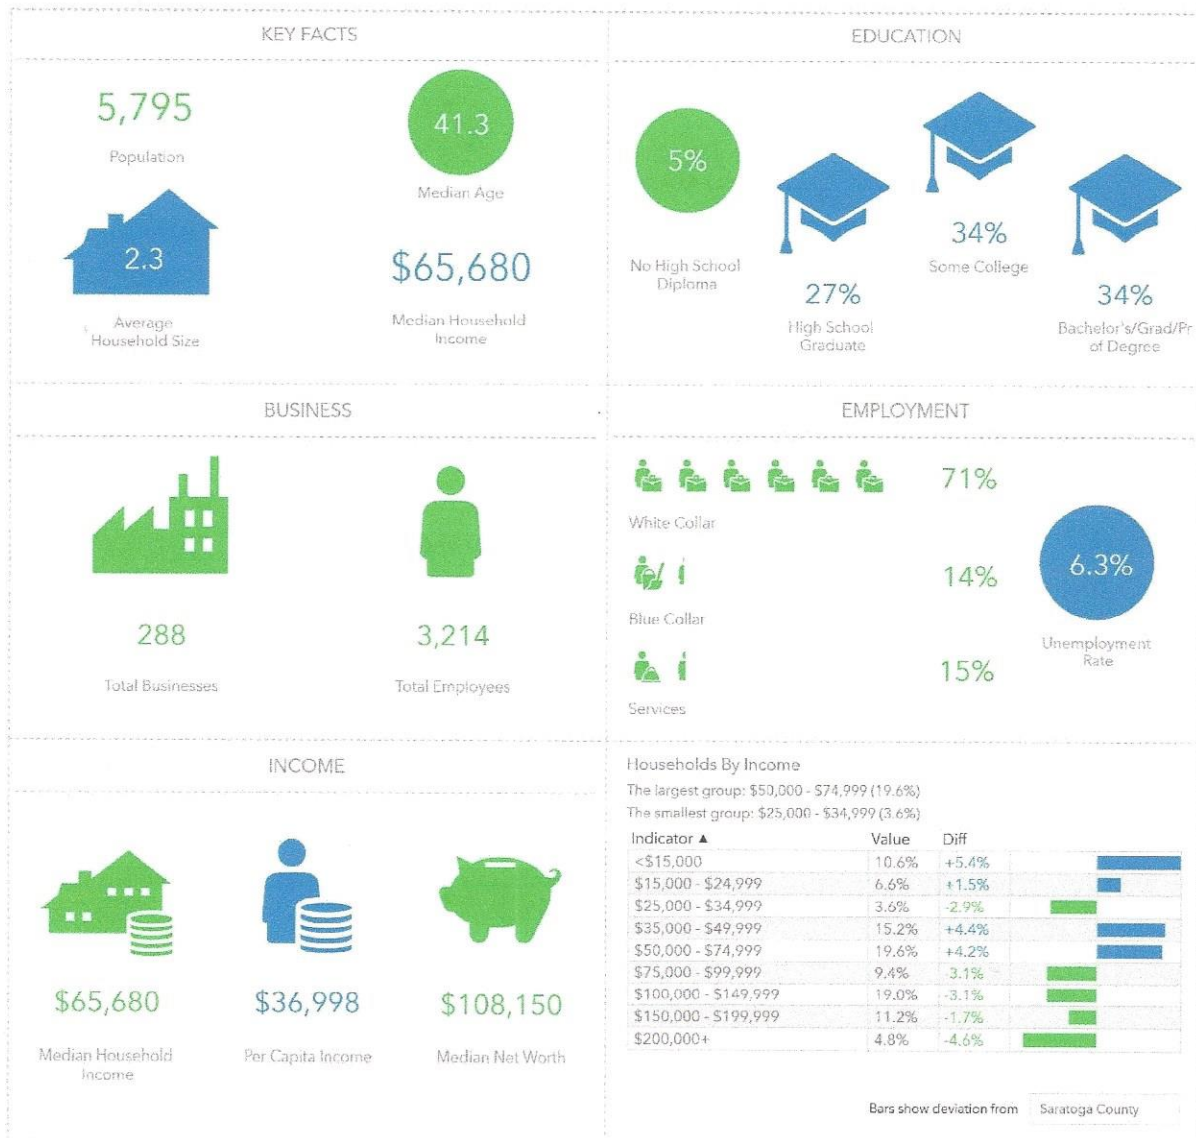 KEY FACTS
5,795
Population
41.3
Median Age
2.3
Average
Household Size
$65,680
Median Household
Income
EDUCATION
5%
No High School
Diploma
27%
High School
Graduate
34%
Some College
34%
Bachelor's/Grad/Pr
of Degree
BUSINESS
288
Total Businesses
3,214
Total Employees
EMPLOYMENT
71%
White Collar
14%
Blue Collar
15%
Services
6.3%
Unemployment
Rate
INCOME
$65,680
Median Household
Income
$36,998
Per Capita Income
$108,150
Median Net Worth
Households By Income
The largest group: $50,000 - $74,999 (19.6%)
The smallest group: $25,000 - $34,999 (3.6%)
Indicator ▲ Value Diff
<$15,000 10.6% +5.4%
$15,000 - $24,999 6.6% +1.5%
$25,000 - $34,999 3.6% -2.9%
$35,000 - $49,999 15.2% +4.4%
$50,000 - $74,999 19.6% +4.2%
$75,000 - $99,999 9.4% -3.1%
$100,000 - $149,999 19.0% -3.1%
$150,000 - $199,999 11.2% -1.7%
$200,000+ 4.8% -4.6%
Bars show deviation from Saratoga County